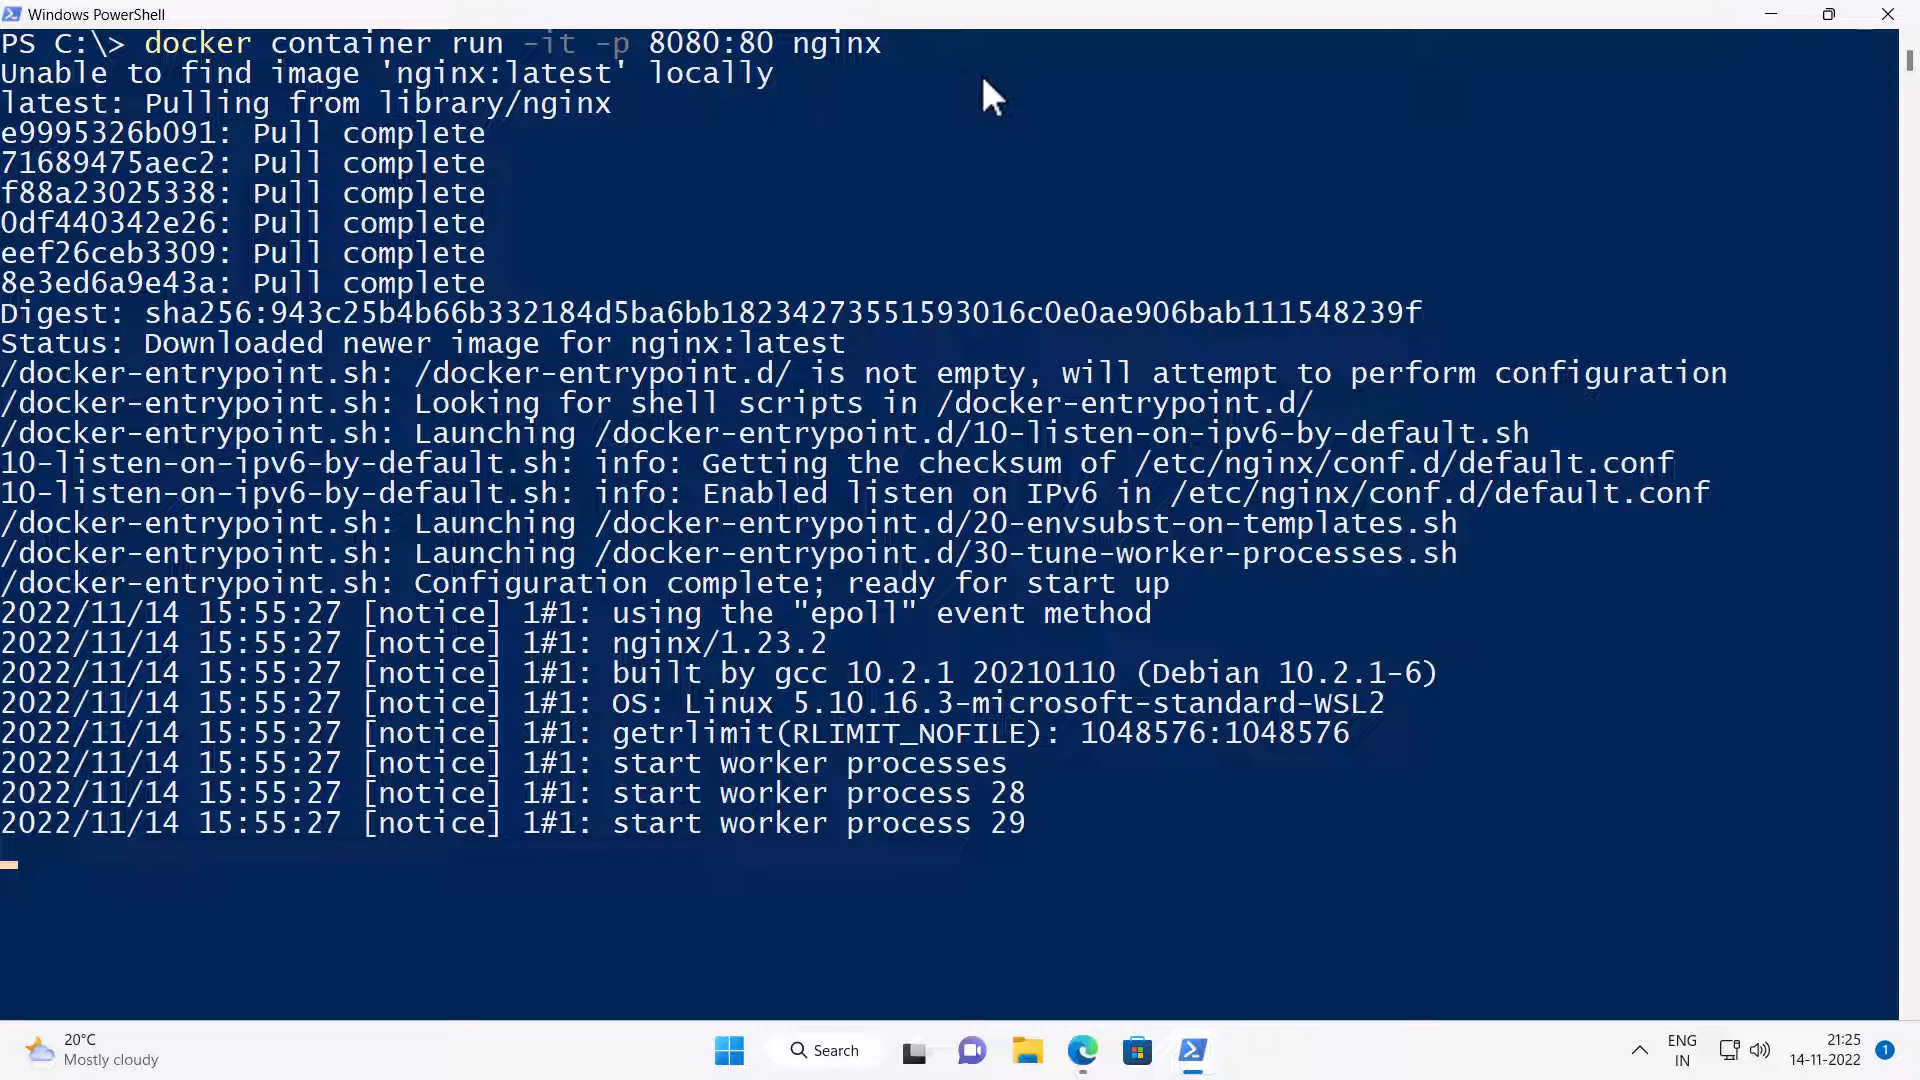 Windows PowerShell
PS C:\> docker container run -it -p 8080:80 nginx
Unable to find image 'nginx:latest' locally
latest: Pulling from library/nginx
e9995326b091: Pull complete
71689475aec2: Pull complete
f88a23025338: Pull complete
0df440342e26: Pull complete
eef26ceb3309: Pull complete
8e3ed6a9e43a: Pull complete
Digest: sha256:943c25b4b66b332184d5ba6bb18234273551593016c0e0ae906bab111548239f
Status: Downloaded newer image for nginx:latest
/docker-entrypoint.sh: /docker-entrypoint.d/ is not empty, will attempt to perform configuration
/docker-entrypoint.sh: Looking for shell scripts in /docker-entrypoint.d/
/docker-entrypoint.sh: Launching /docker-entrypoint.d/10-listen-on-ipv6-by-default.sh
10-listen-on-ipv6-by-default.sh: info: Getting the checksum of /etc/nginx/conf.d/default.conf
10-listen-on-ipv6-by-default.sh: info: Enabled listen on IPv6 in /etc/nginx/conf.d/default.conf
/docker-entrypoint.sh: Launching /docker-entrypoint.d/20-envsubst-on-templates.sh
/docker-entrypoint.sh: Launching /docker-entrypoint.d/30-tune-worker-processes.sh
/docker-entrypoint.sh: Configuration complete; ready for start up
2022/11/14 15:55:27 [notice] 1#1: using the "epoll" event method
2022/11/14 15:55:27 [notice] 1#1: nginx/1.23.2
2022/11/14 15:55:27 [notice] 1#1: built by gcc 10.2.1 20210110 (Debian 10.2.1-6)
2022/11/14 15:55:27 [notice] 1#1: OS: Linux 5.10.16.3-microsoft-standard-WSL2
2022/11/14 15:55:27 [notice] 1#1: getrlimit(RLIMIT_NOFILE): 1048576:1048576
2022/11/14 15:55:27 [notice] 1#1: start worker processes
2022/11/14 15:55:27 [notice] 1#1: start worker process 28
2022/11/14 15:55:27 [notice] 1#1: start worker process 29
20°C
Mostly cloudy
Search
ENG
IN
21:25
14-11-2022
1